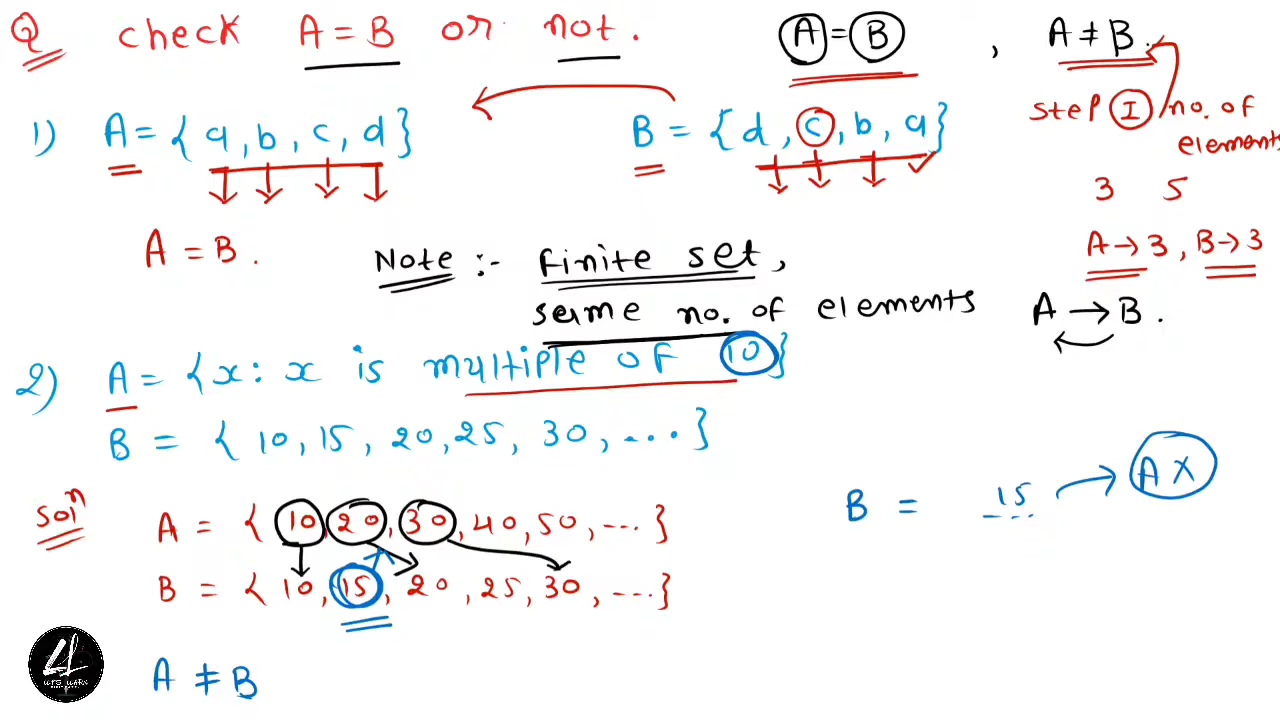 Q check A = B or not. A = B , A ≠ B.
step I no. of elements
1) A = { a, b, c, d } B = { d, c, b, a }
3 5
A = B.
A → 3, B → 3
Note :- finite set,
same no. of elements
A → B.
2) A = { x : x is multiple of 10 }
B = { 10, 15, 20, 25, 30, ... }
Solⁿ A = { 10, 20, 30, 40, 50, ... }
B = { 10, 15, 20, 25, 30, ... }
B = 15 A X
A ≠ B